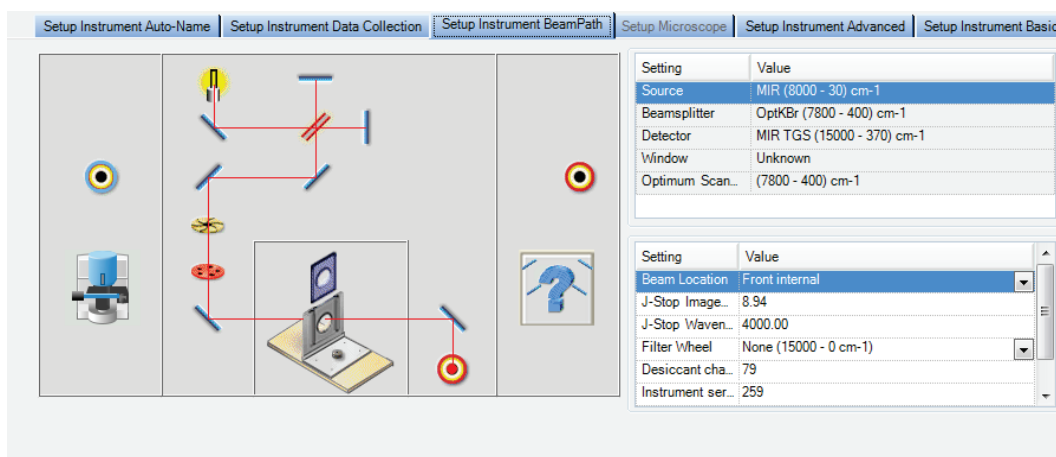 Setup Instrument Auto-Name Setup Instrument Data Collection Setup Instrument BeamPath Setup Microscope Setup Instrument Advanced Setup Instrument Basic
Setting Value
Source MIR (8000 - 30) cm-1
Beamsplitter OptKBr (7800 - 400) cm-1
Detector MIR TGS (15000 - 370) cm-1
Window Unknown
Optimum Scan... (7800 - 400) cm-1
Setting Value
Beam Location Front internal
J-Stop Image... 8.94
J-Stop Waven... 4000.00
Filter Wheel None (15000 - 0 cm-1)
Desiccant cha... 79
Instrument ser... 259